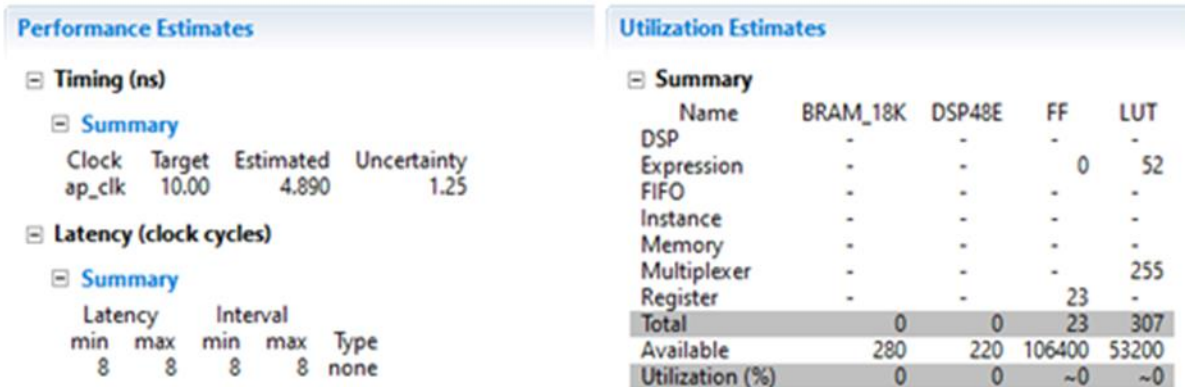 Performance Estimates
Timing (ns)
Summary
Clock Target Estimated Uncertainty
ap_clk 10.00 4.890 1.25
Latency (clock cycles)
Summary
Latency Interval
min max min max Type
8 8 8 8 none
Utilization Estimates
Summary
Name BRAM_18K DSP48E FF LUT
DSP - - - -
Expression - - 0 52
FIFO - - - -
Instance - - - -
Memory - - - -
Multiplexer - - - 255
Register - - 23 -
Total 0 0 23 307
Available 280 220 106400 53200
Utilization (%) 0 0 ~0 ~0